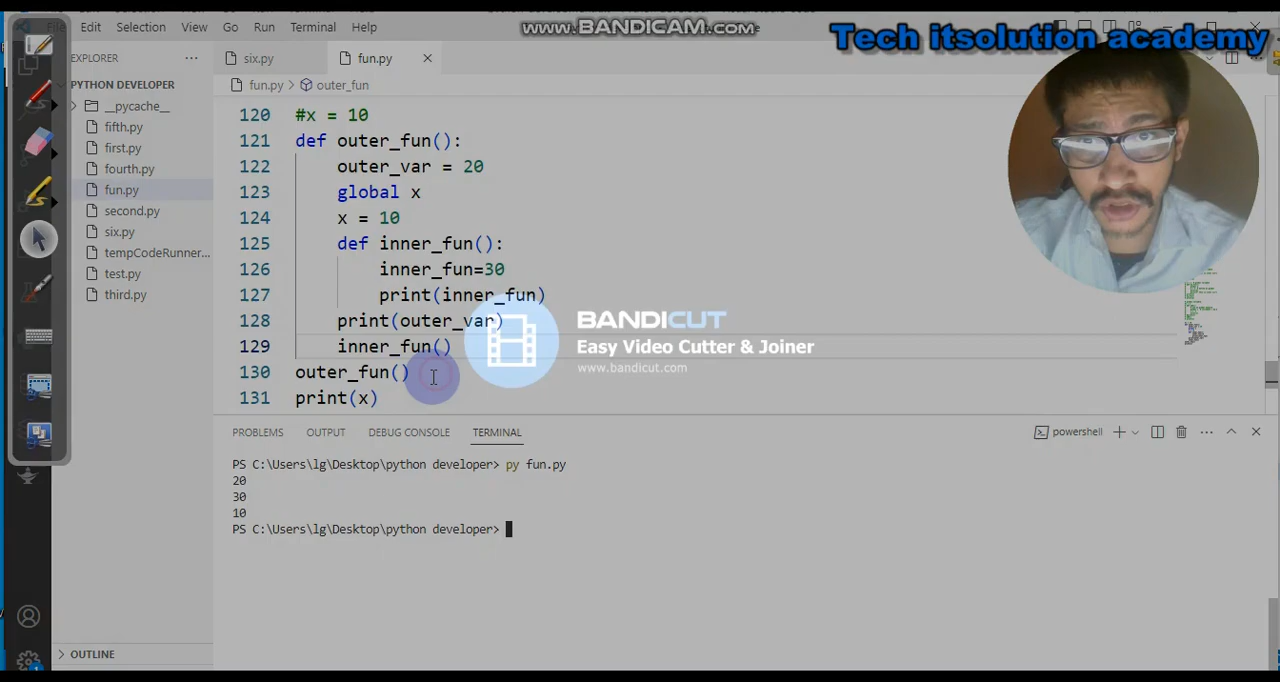 File Edit Selection View Go Run Terminal Help
www.BANDICAM.com
Tech itsolution academy
EXPLORER ···
six.py
fun.py
PYTHON DEVELOPER
fun.py > outer_fun
__pycache__
fifth.py
first.py
fourth.py
fun.py
second.py
six.py
tempCodeRunner...
test.py
third.py
120 #x = 10
121 def outer_fun():
122 outer_var = 20
123 global x
124 x = 10
125 def inner_fun():
126 inner_fun=30
127 print(inner_fun)
128 print(outer_var)
129 inner_fun()
130 outer_fun()
131 print(x)
BANDICUT
Easy Video Cutter & Joiner
www.bandicut.com
PROBLEMS OUTPUT DEBUG CONSOLE TERMINAL
powershell
PS C:\Users\lg\Desktop\python developer> py fun.py
20
30
10
PS C:\Users\lg\Desktop\python developer>
OUTLINE